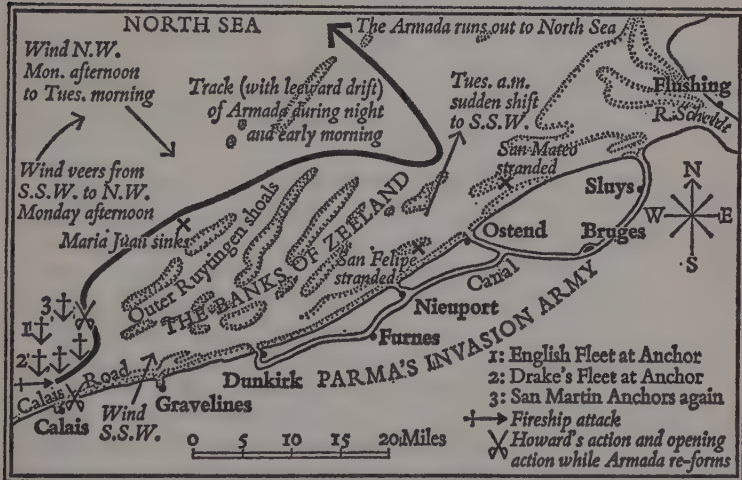 NORTH SEA
The Armada runs out to North Sea
Wind N.W.
Mon. afternoon
to Tues. morning
Track (with leeward drift)
of Armada during night
and early morning
Tues. a.m.
sudden shift
to S.S.W.
Flushing
R. Scheldt
San Mateo
stranded
Wind veers from
S.S.W. to N.W.
Monday afternoon
Maria Juan sinks
Sluys
N
W E
S
Ostend
Bruges
Outer Ruytingen shoals
THE BANKS OF ZEELAND
San Felipe
stranded
Canal
Nieuport
Furnes
PARMA'S INVASION ARMY
3
1
2
Calais Road
Calais
Wind
S.S.W.
Gravelines
Dunkirk
0 5 10 15 20 Miles
1: English Fleet at Anchor
2: Drake's Fleet at Anchor
3: San Martin Anchors again
Fireship attack
Howard's action and opening
action while Armada re-forms